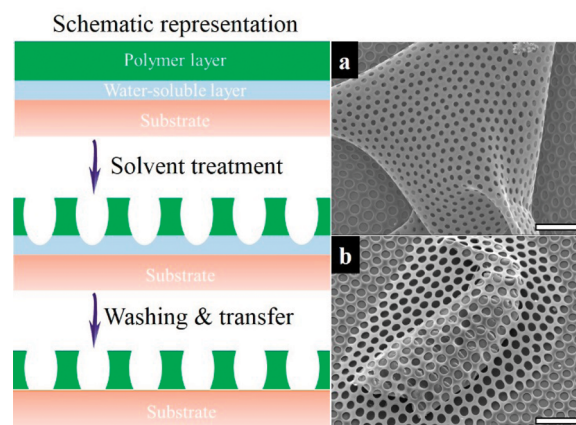 Schematic representation
Polymer layer
Water-soluble layer
Substrate
Solvent treatment
Substrate
Washing & transfer
Substrate
a
b